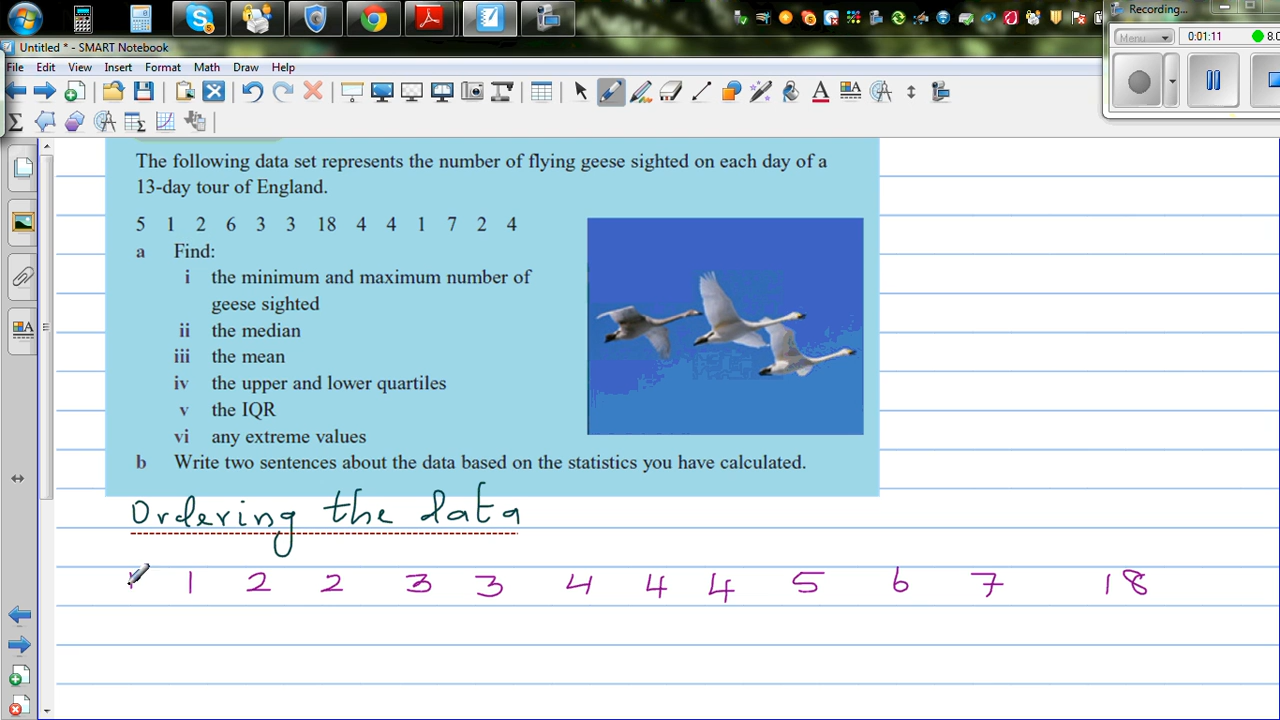 Recording...
Untitled * - SMART Notebook
Menu
0:01:11
8.0
File Edit View Insert Format Math Draw Help
The following data set represents the number of flying geese sighted on each day of a
13-day tour of England.
5 1 2 6 3 3 18 4 4 1 7 2 4
a Find:
i the minimum and maximum number of
geese sighted
ii the median
iii the mean
iv the upper and lower quartiles
v the IQR
vi any extreme values
b Write two sentences about the data based on the statistics you have calculated.
Ordering the data
1 1 2 2 3 3 4 4 4 5 6 7 18